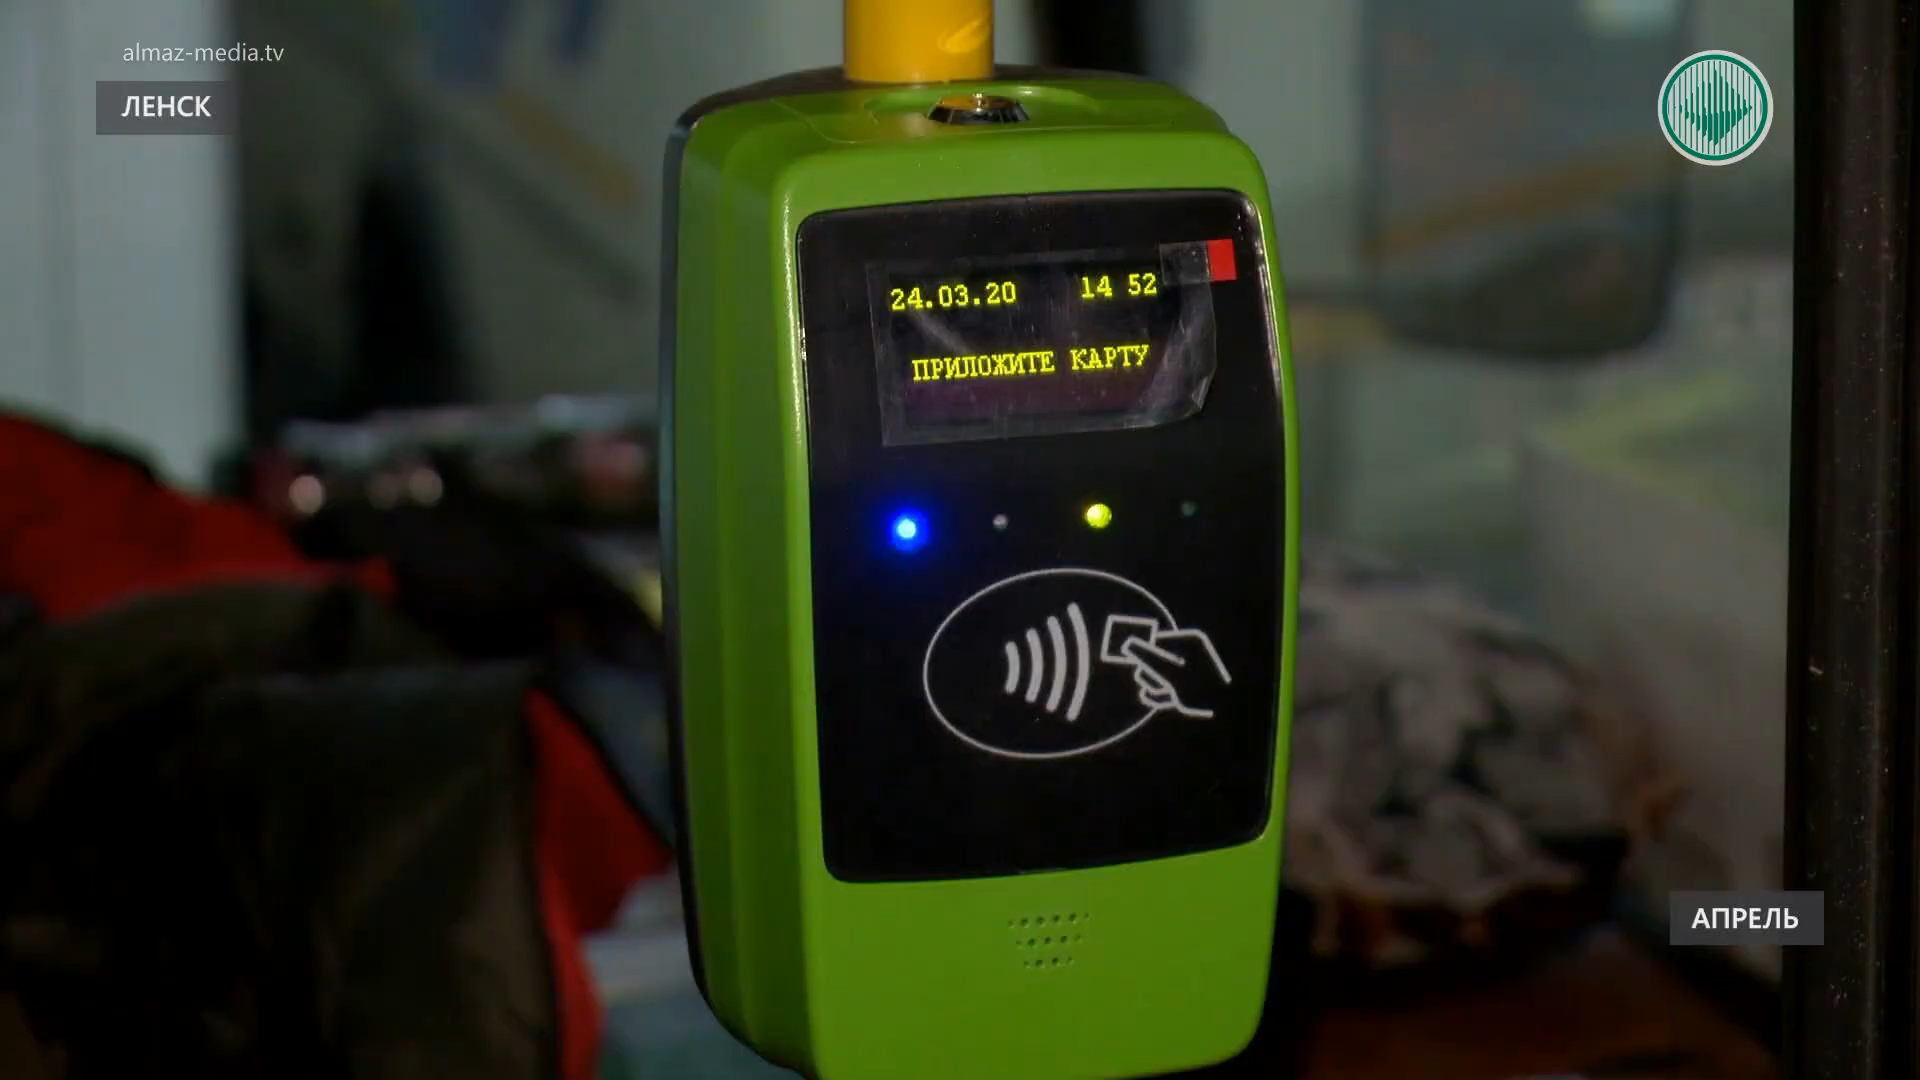 almaz-media.tv
ЛЕНСК
24.03.20 14 52
ПРИЛОЖИТЕ КАРТУ
АПРЕЛЬ